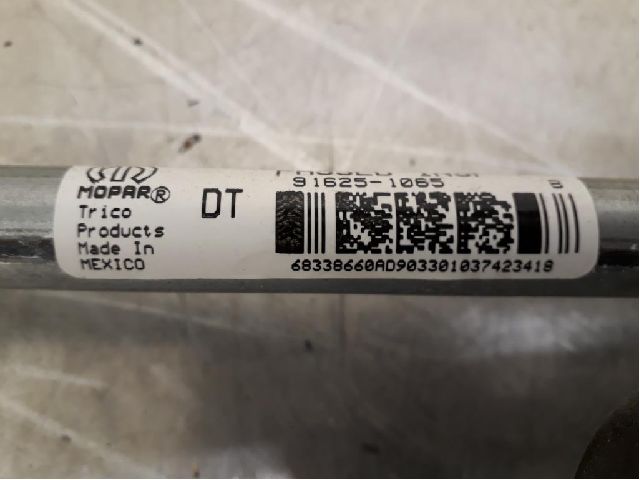 MOPAR®
Trico
Products
Made In
MEXICO
DT
91625-1065
68338660AD903301037423418